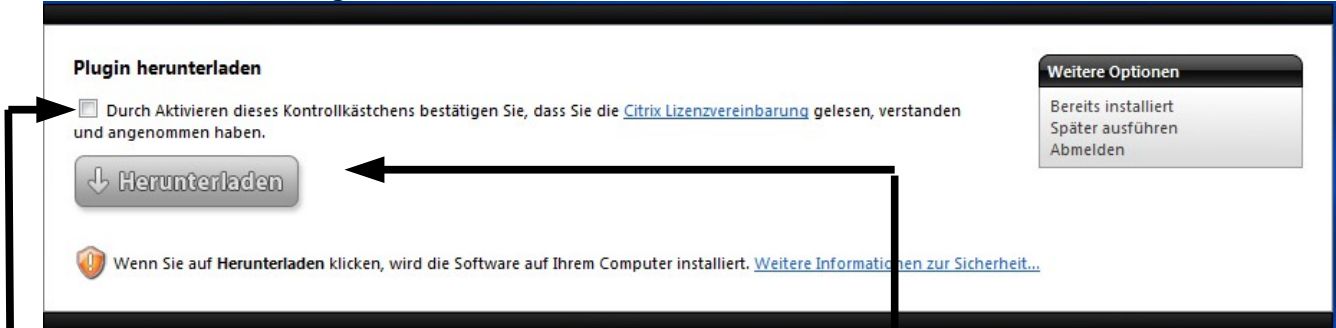 Plugin herunterladen
Durch Aktivieren dieses Kontrollkästchens bestätigen Sie, dass Sie die Citrix Lizenzvereinbarung gelesen, verstanden
und angenommen haben.
Herunterladen
Wenn Sie auf Herunterladen klicken, wird die Software auf Ihrem Computer installiert. Weitere Informationen zur Sicherheit...
Weitere Optionen
Bereits installiert
Später ausführen
Abmelden